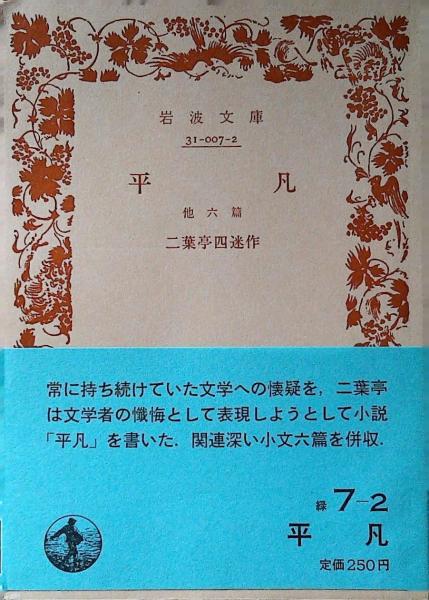 岩波文庫
31-007-2
平 凡
他六篇
二葉亭四迷作
常に持ち続けていた文学への懐疑を，二葉亭
は文学者の懺悔として表現しようとして小説
「平凡」を書いた．関連深い小文六篇を併収．
緑 7-2
平 凡
定価250円